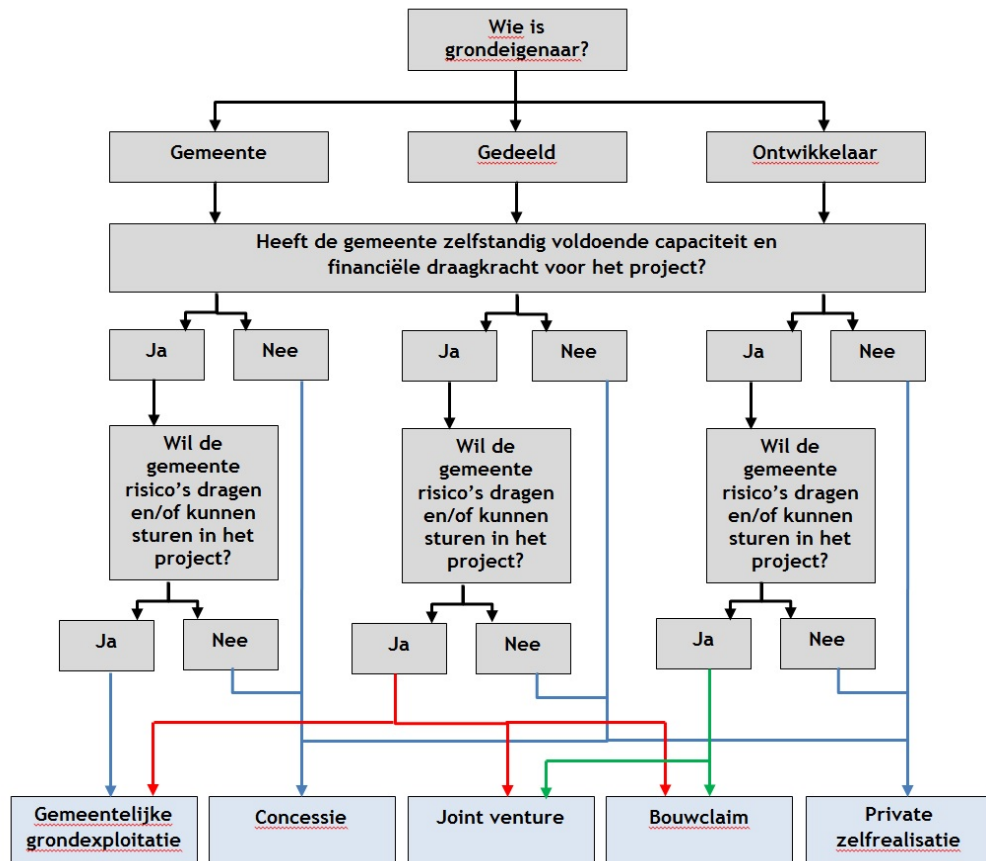 Wie is
grondeigenaar?
Gemeente
Gedeeld
Ontwikkelaar
Heeft de gemeente zelfstandig voldoende capaciteit en
financiële draagkracht voor het project?
Ja
Nee
Ja
Nee
Ja
Nee
Wil de
gemeente
risico's dragen
en/of kunnen
sturen in het
project?
Wil de
gemeente
risico's dragen
en/of kunnen
sturen in het
project?
Wil de
gemeente
risico's dragen
en/of kunnen
sturen in het
project?
Ja
Nee
Ja
Nee
Ja
Nee
Gemeentelijke
grondexploitatie
Concessie
Joint venture
Bouwclaim
Private
zelfrealisatie